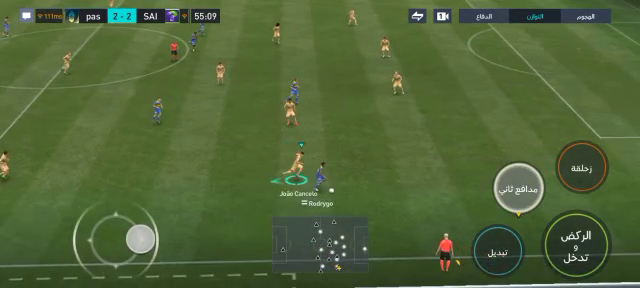 111ms
pas
2 - 2
SAI
55:09
1
الدفاع
التوازن
الهجوم
João Cancelo
Rodrygo
زحلقة
مدافع ثاني
تبديل
الركض
و
تدخل